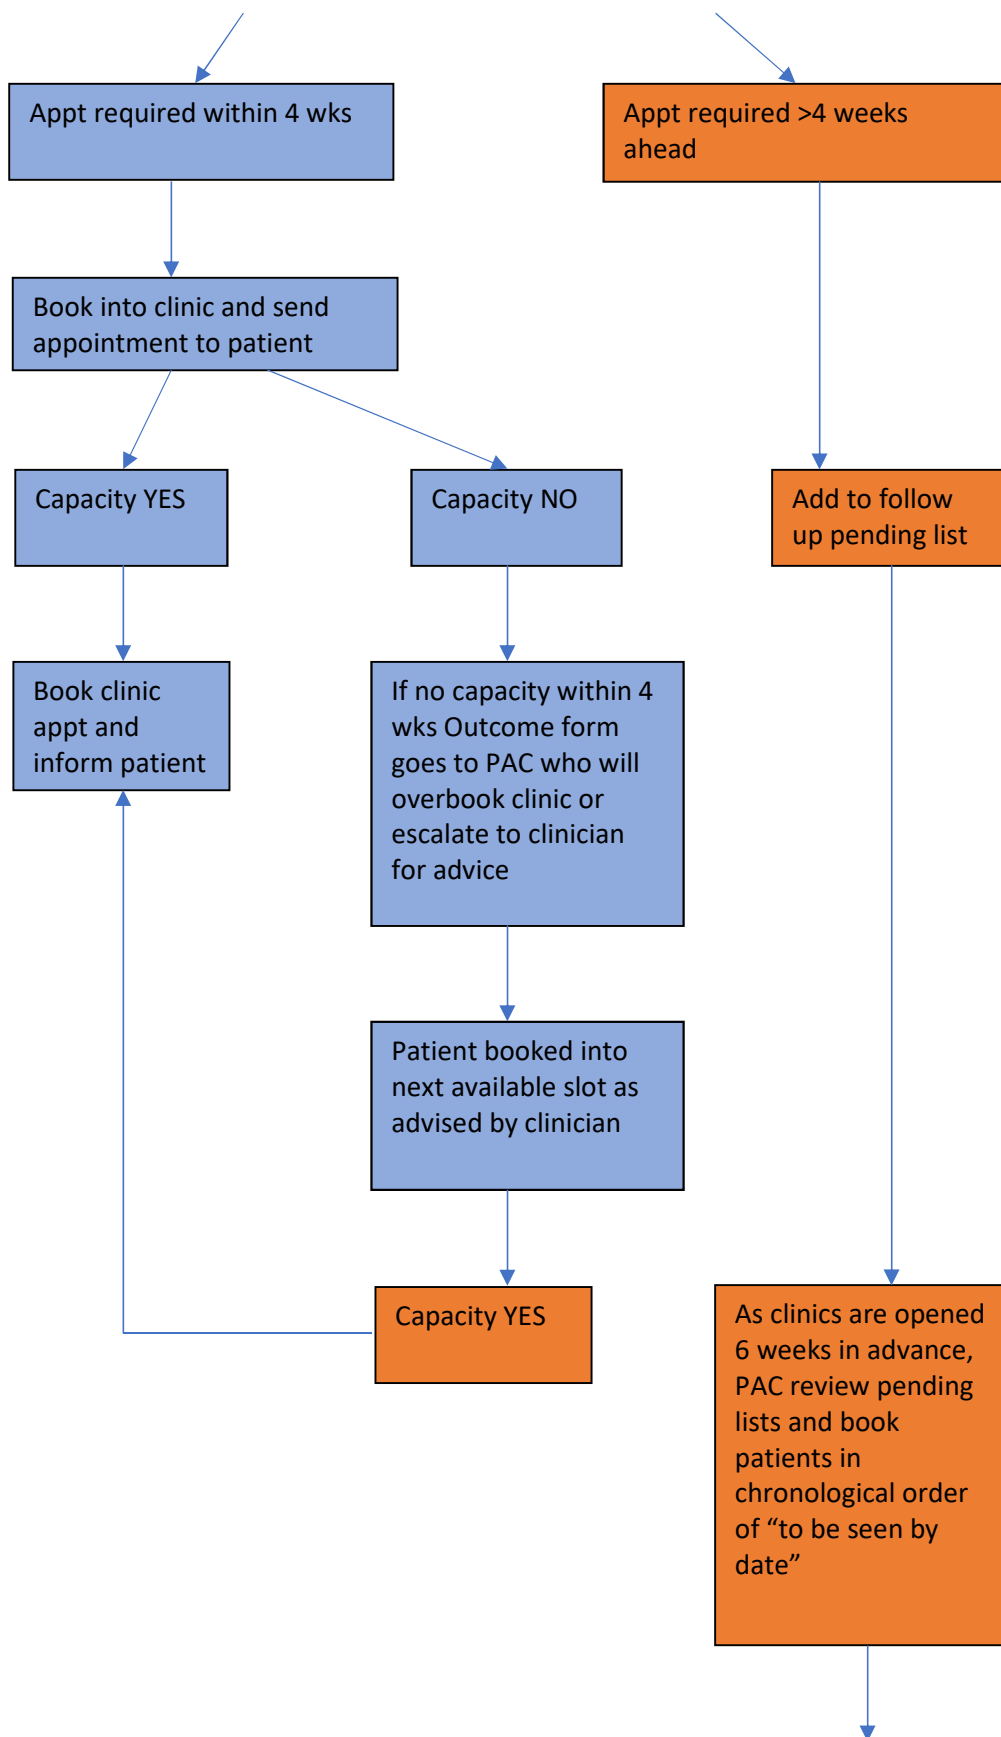 Appt required within 4 wks
Appt required >4 weeks
ahead
Book into clinic and send
appointment to patient
Capacity YES
Capacity NO
Add to follow
up pending list
Book clinic
appt and
inform patient
If no capacity within 4
wks Outcome form
goes to PAC who will
overbook clinic or
escalate to clinician
for advice
Patient booked into
next available slot as
advised by clinician
Capacity YES
As clinics are opened
6 weeks in advance,
PAC review pending
lists and book
patients in
chronological order
of “to be seen by
date”